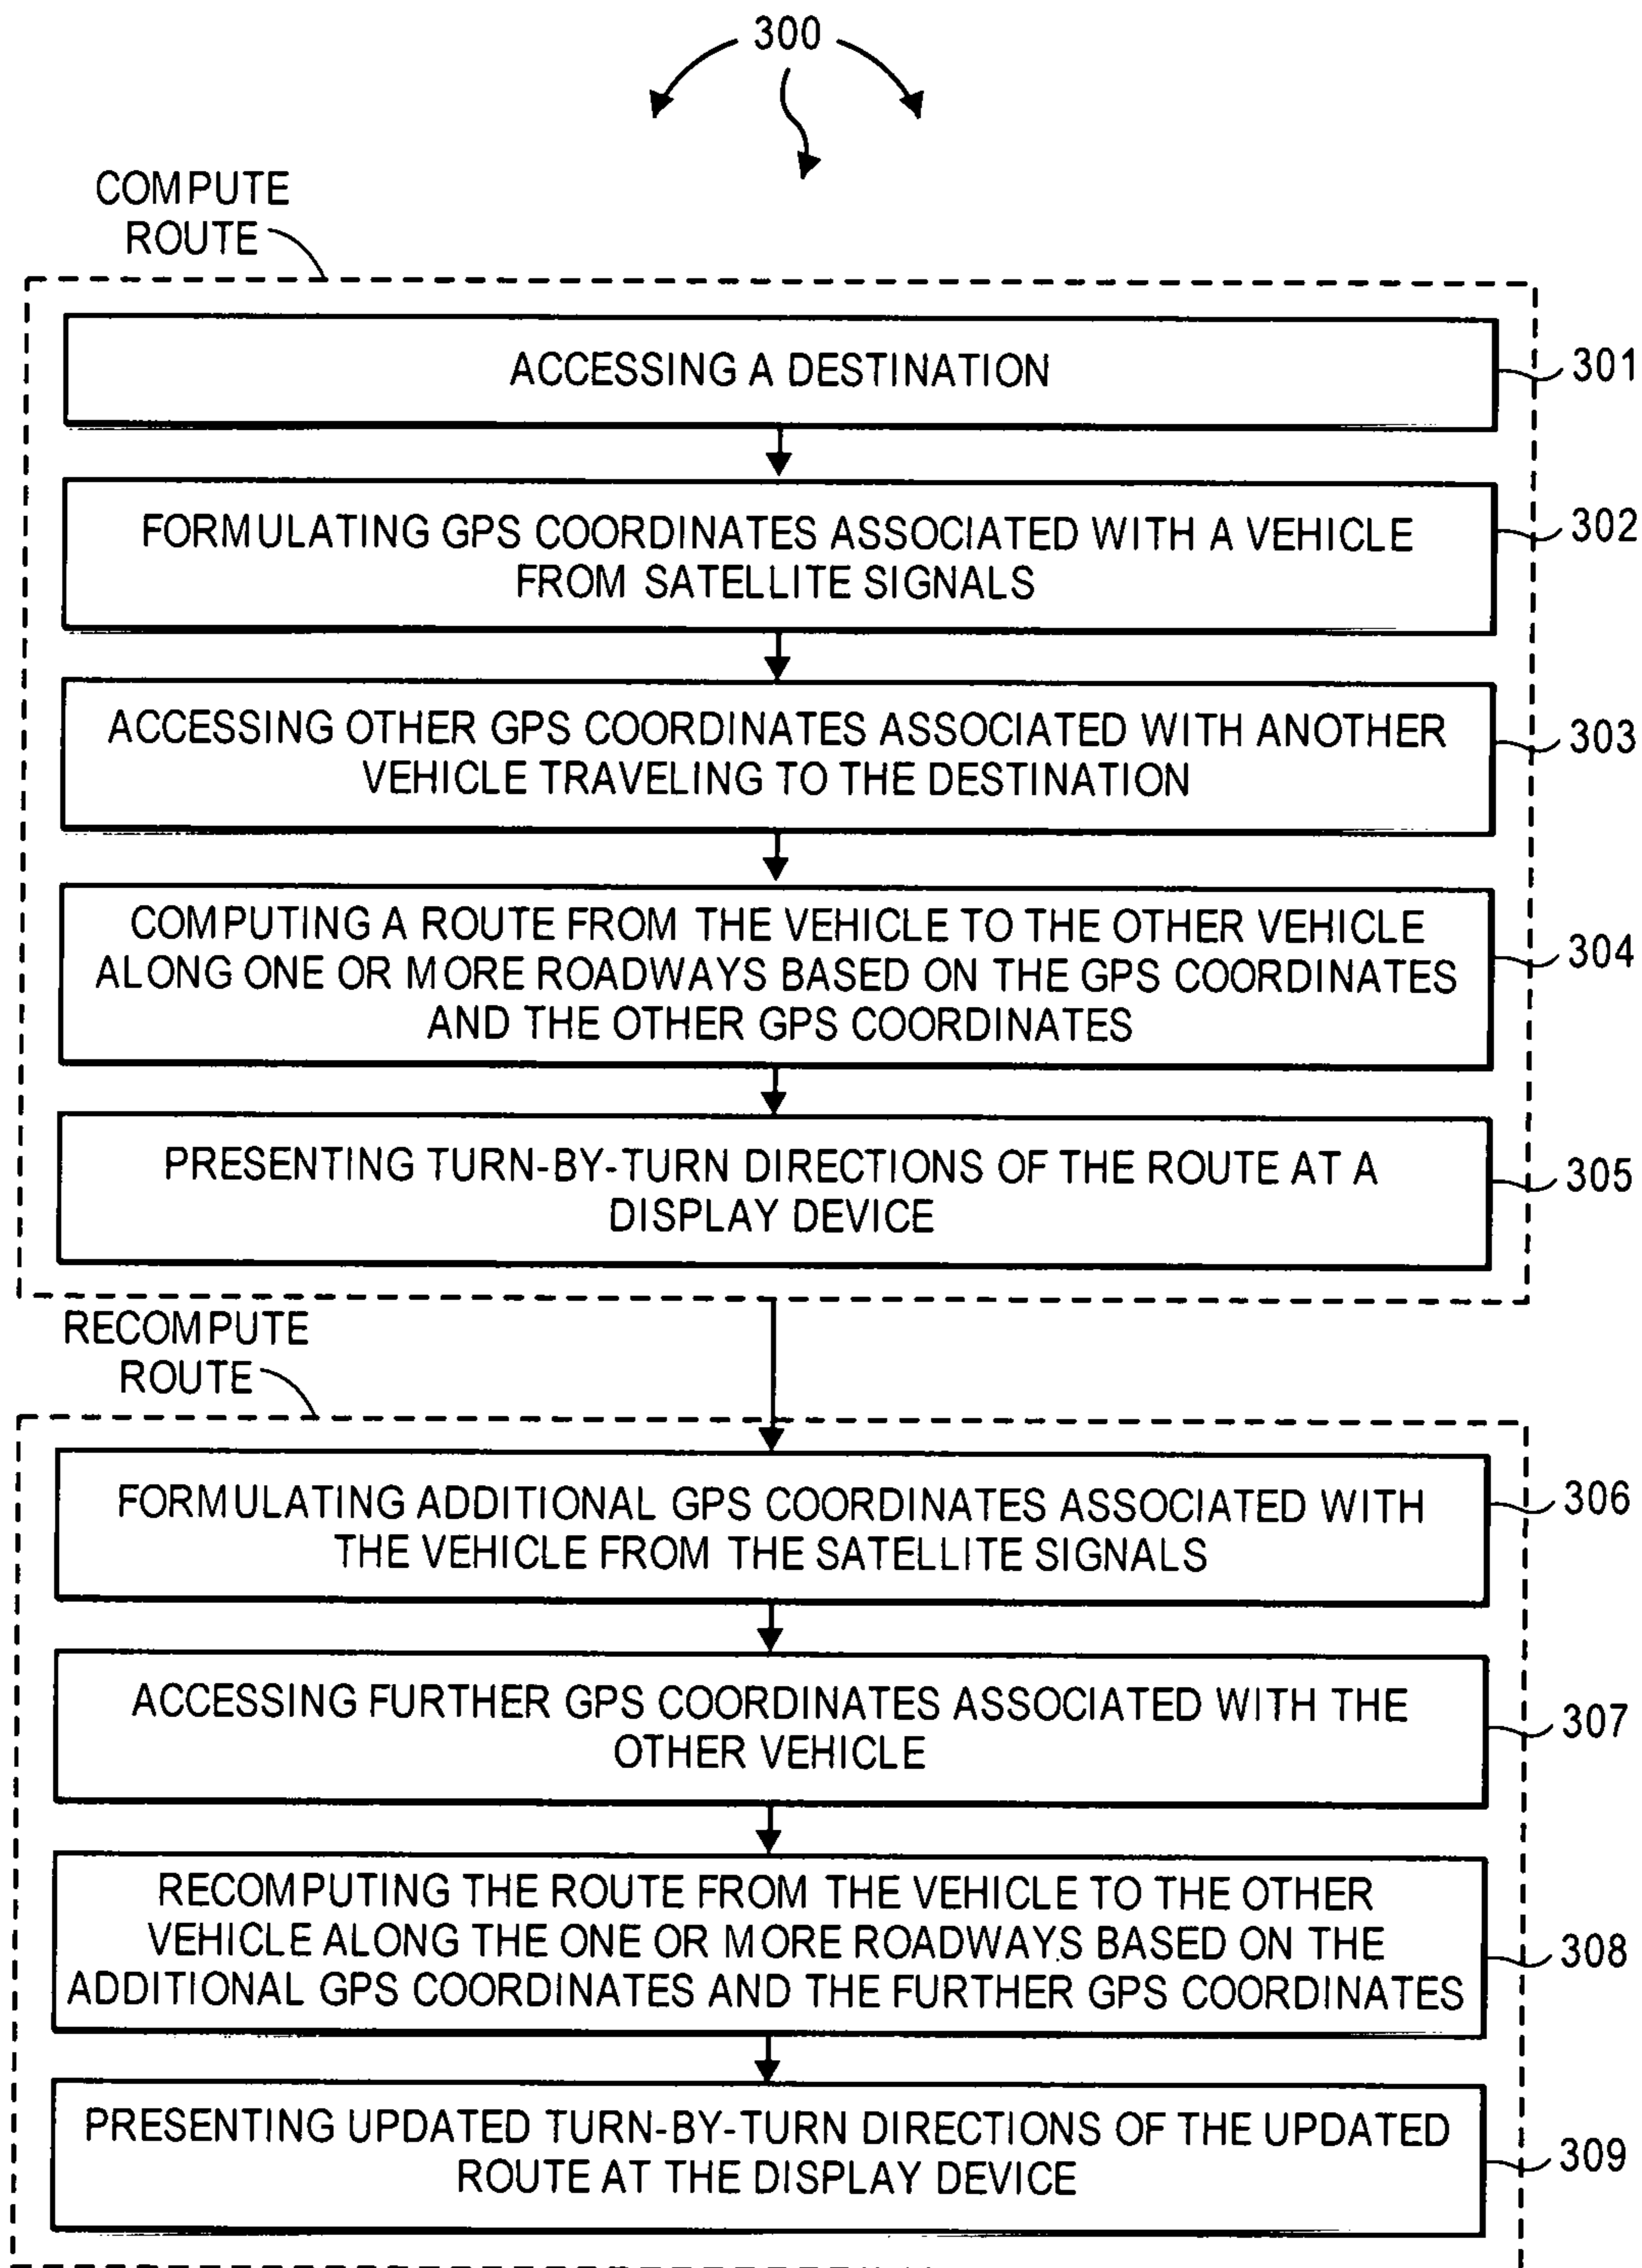 300
COMPUTE
ROUTE
ACCESSING A DESTINATION
301
FORMULATING GPS COORDINATES ASSOCIATED WITH A VEHICLE
FROM SATELLITE SIGNALS
302
ACCESSING OTHER GPS COORDINATES ASSOCIATED WITH ANOTHER
VEHICLE TRAVELING TO THE DESTINATION
303
COMPUTING A ROUTE FROM THE VEHICLE TO THE OTHER VEHICLE
ALONG ONE OR MORE ROADWAYS BASED ON THE GPS COORDINATES
AND THE OTHER GPS COORDINATES
304
PRESENTING TURN-BY-TURN DIRECTIONS OF THE ROUTE AT A
DISPLAY DEVICE
305
RECOMPUTE
ROUTE
FORMULATING ADDITIONAL GPS COORDINATES ASSOCIATED WITH
THE VEHICLE FROM THE SATELLITE SIGNALS
306
ACCESSING FURTHER GPS COORDINATES ASSOCIATED WITH THE
OTHER VEHICLE
307
RECOMPUTING THE ROUTE FROM THE VEHICLE TO THE OTHER
VEHICLE ALONG THE ONE OR MORE ROADWAYS BASED ON THE
ADDITIONAL GPS COORDINATES AND THE FURTHER GPS COORDINATES
308
PRESENTING UPDATED TURN-BY-TURN DIRECTIONS OF THE UPDATED
ROUTE AT THE DISPLAY DEVICE
309